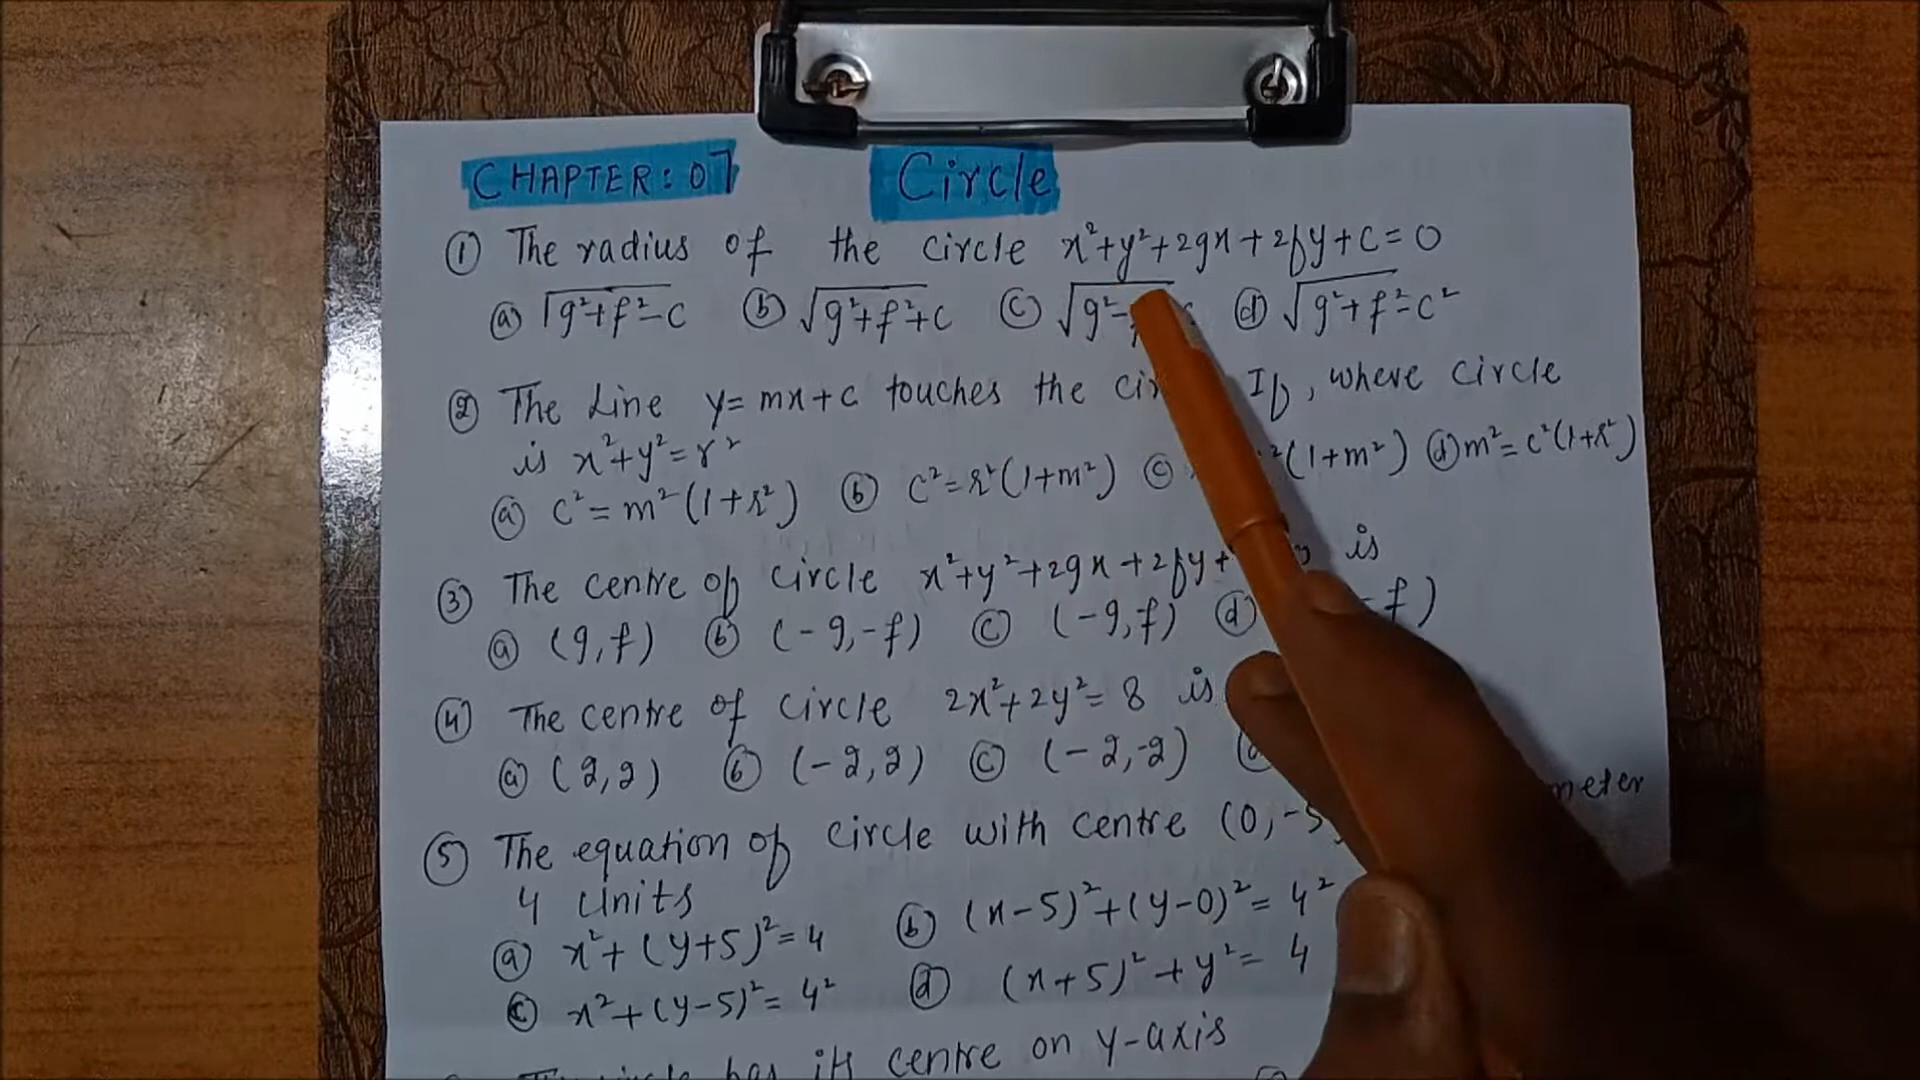 CHAPTER: 07 Circle
① The radius of the circle x²+y²+2gx+2fy+c=0
ⓐ √g²+f²-c ⓑ √g²+f²+c ⓒ √g²- c ⓓ √g²+f²-c²
② The Line y=mx+c touches the If, where circle
is x²+y²=r²
ⓐ c²=m²(1+r²) ⓑ c²=r²(1+m²) ⓒ ²(1+m²) ⓓ m²=c²(1+r²)
③ The centre of circle x²+y²+2gx+2fy+ is
ⓐ (g,f) ⓑ (-g,-f) ⓒ (-g,f) ⓓ -f)
④ The centre of circle 2x²+2y²=8 is
ⓐ (2,2) ⓑ (-2,2) ⓒ (-2,-2)
⑤ The equation of circle with centre (0,-5) meter
4 Units
ⓐ x²+(y+5)²=4 ⓑ (x-5)²+(y-0)²=4²
ⓒ x²+(y-5)²=4² ⓓ (x+5)²+y²=4
has its centre on y-axis